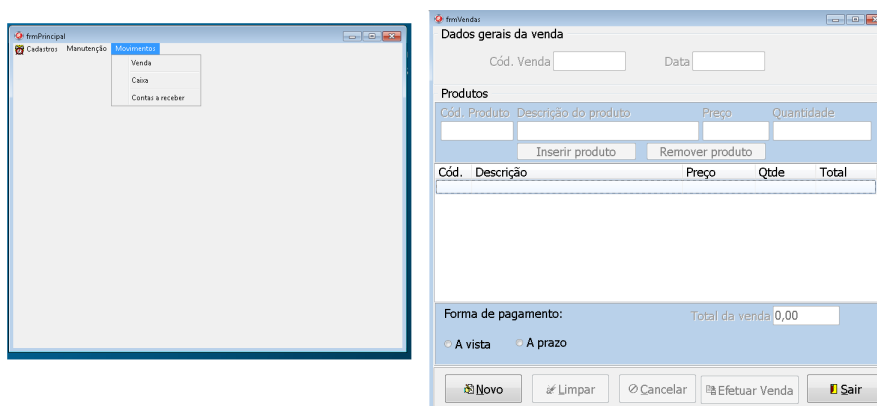 frmPrincipal
Cadastros Manutenção Movimentos
Venda
Caixa
Contas a receber
frmVendas
Dados gerais da venda
Cód. Venda Data
Produtos
Cód. Produto Descrição do produto Preço Quantidade
Inserir produto Remover produto
Cód. Descrição Preço Qtde Total
Forma de pagamento: Total da venda 0,00
A vista A prazo
Novo Limpar Cancelar Efetuar Venda Sair